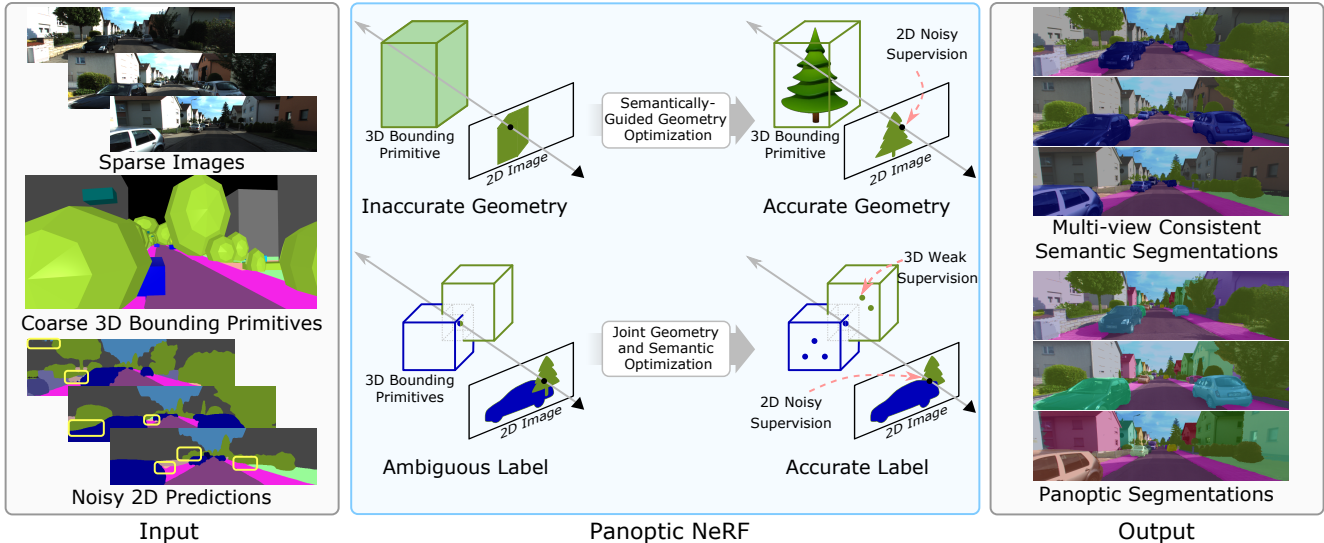 Sparse Images
Coarse 3D Bounding Primitives
Noisy 2D Predictions
Input
3D Bounding
Primitive
2D Image
Inaccurate Geometry
Semantically-
Guided Geometry
Optimization
2D Noisy
Supervision
3D Bounding
Primitive
2D Image
Accurate Geometry
3D Bounding
Primitives
2D Image
Ambiguous Label
Joint Geometry
and Semantic
Optimization
3D Weak
Supervision
2D Noisy
Supervision
2D Image
Accurate Label
Panoptic NeRF
Multi-view Consistent
Semantic Segmentations
Panoptic Segmentations
Output